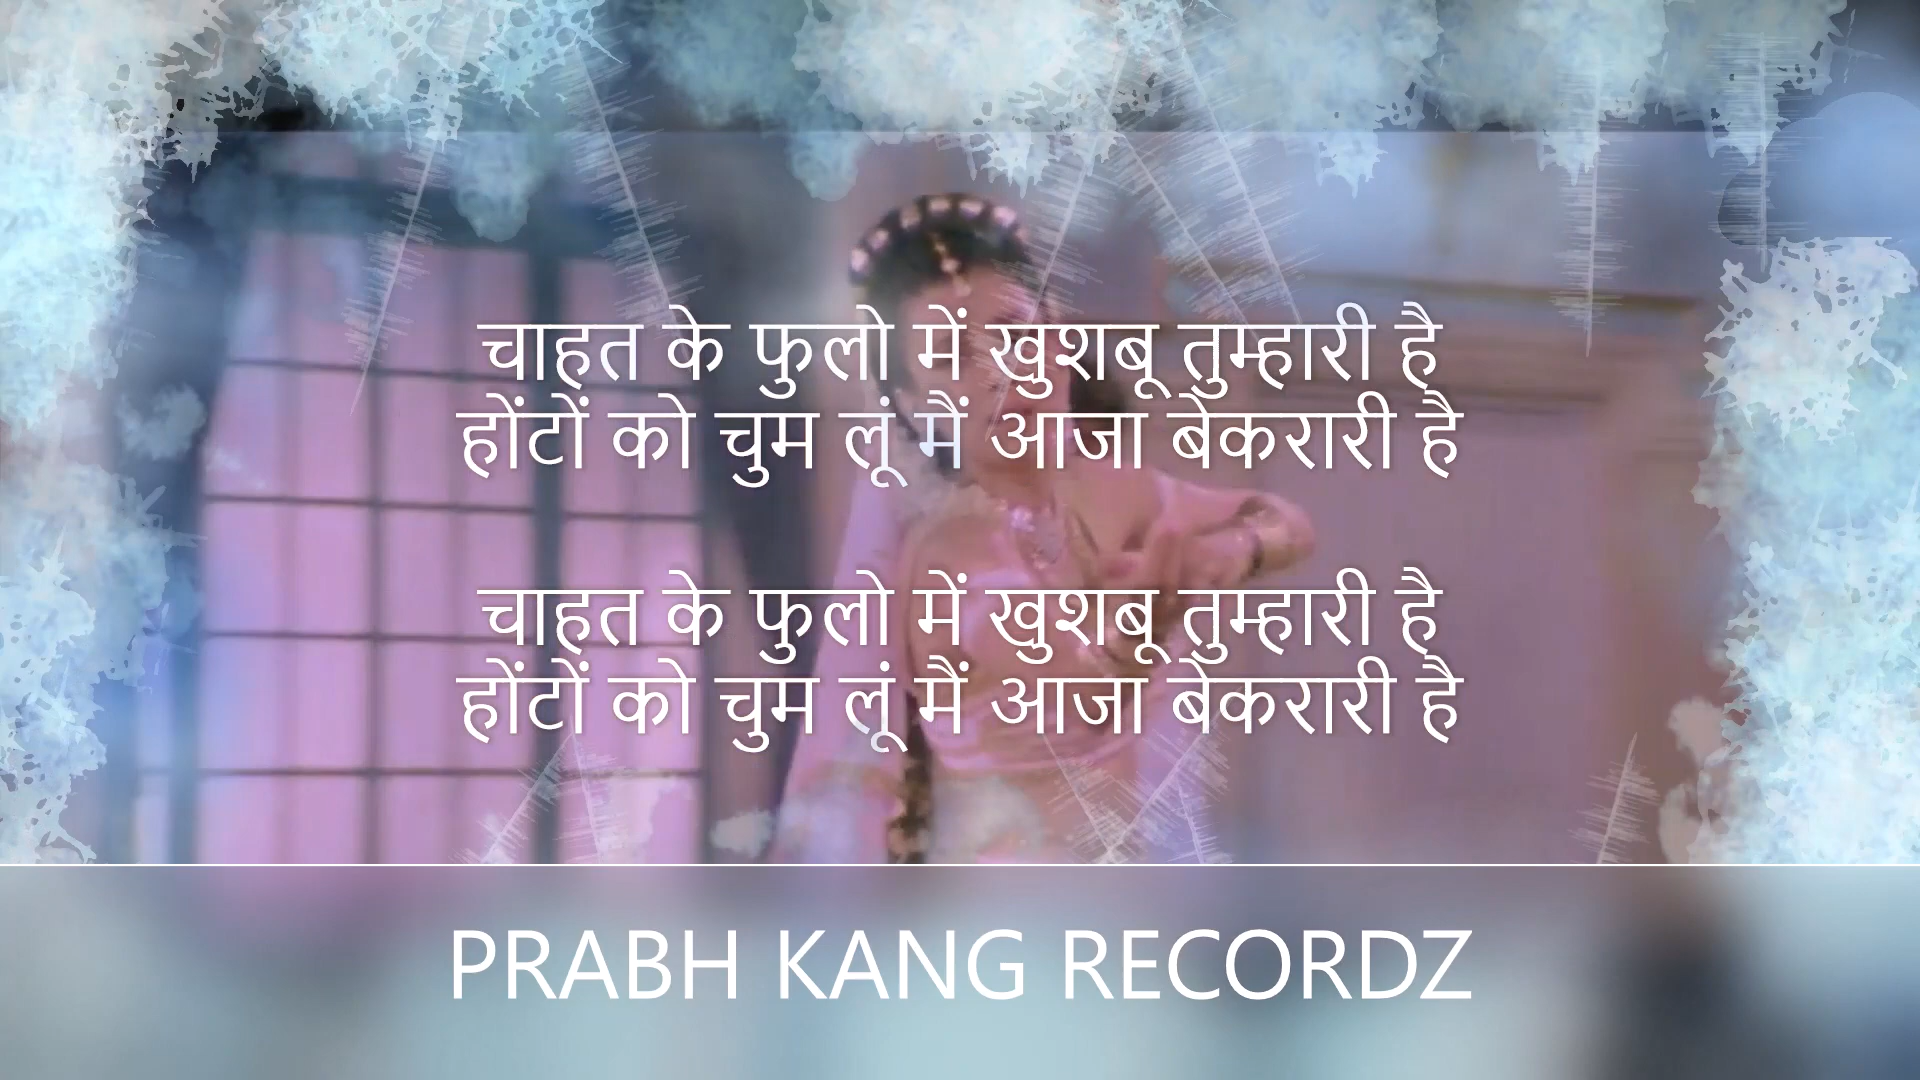 चाहत के फुलो में खुशबू तुम्हारी है
होंटों को चुम लूं मैं आजा बेकरारी है
चाहत के फुलो में खुशबू तुम्हारी है
होंटों को चुम लूं मैं आजा बेकरारी है
PRABH KANG RECORDZ